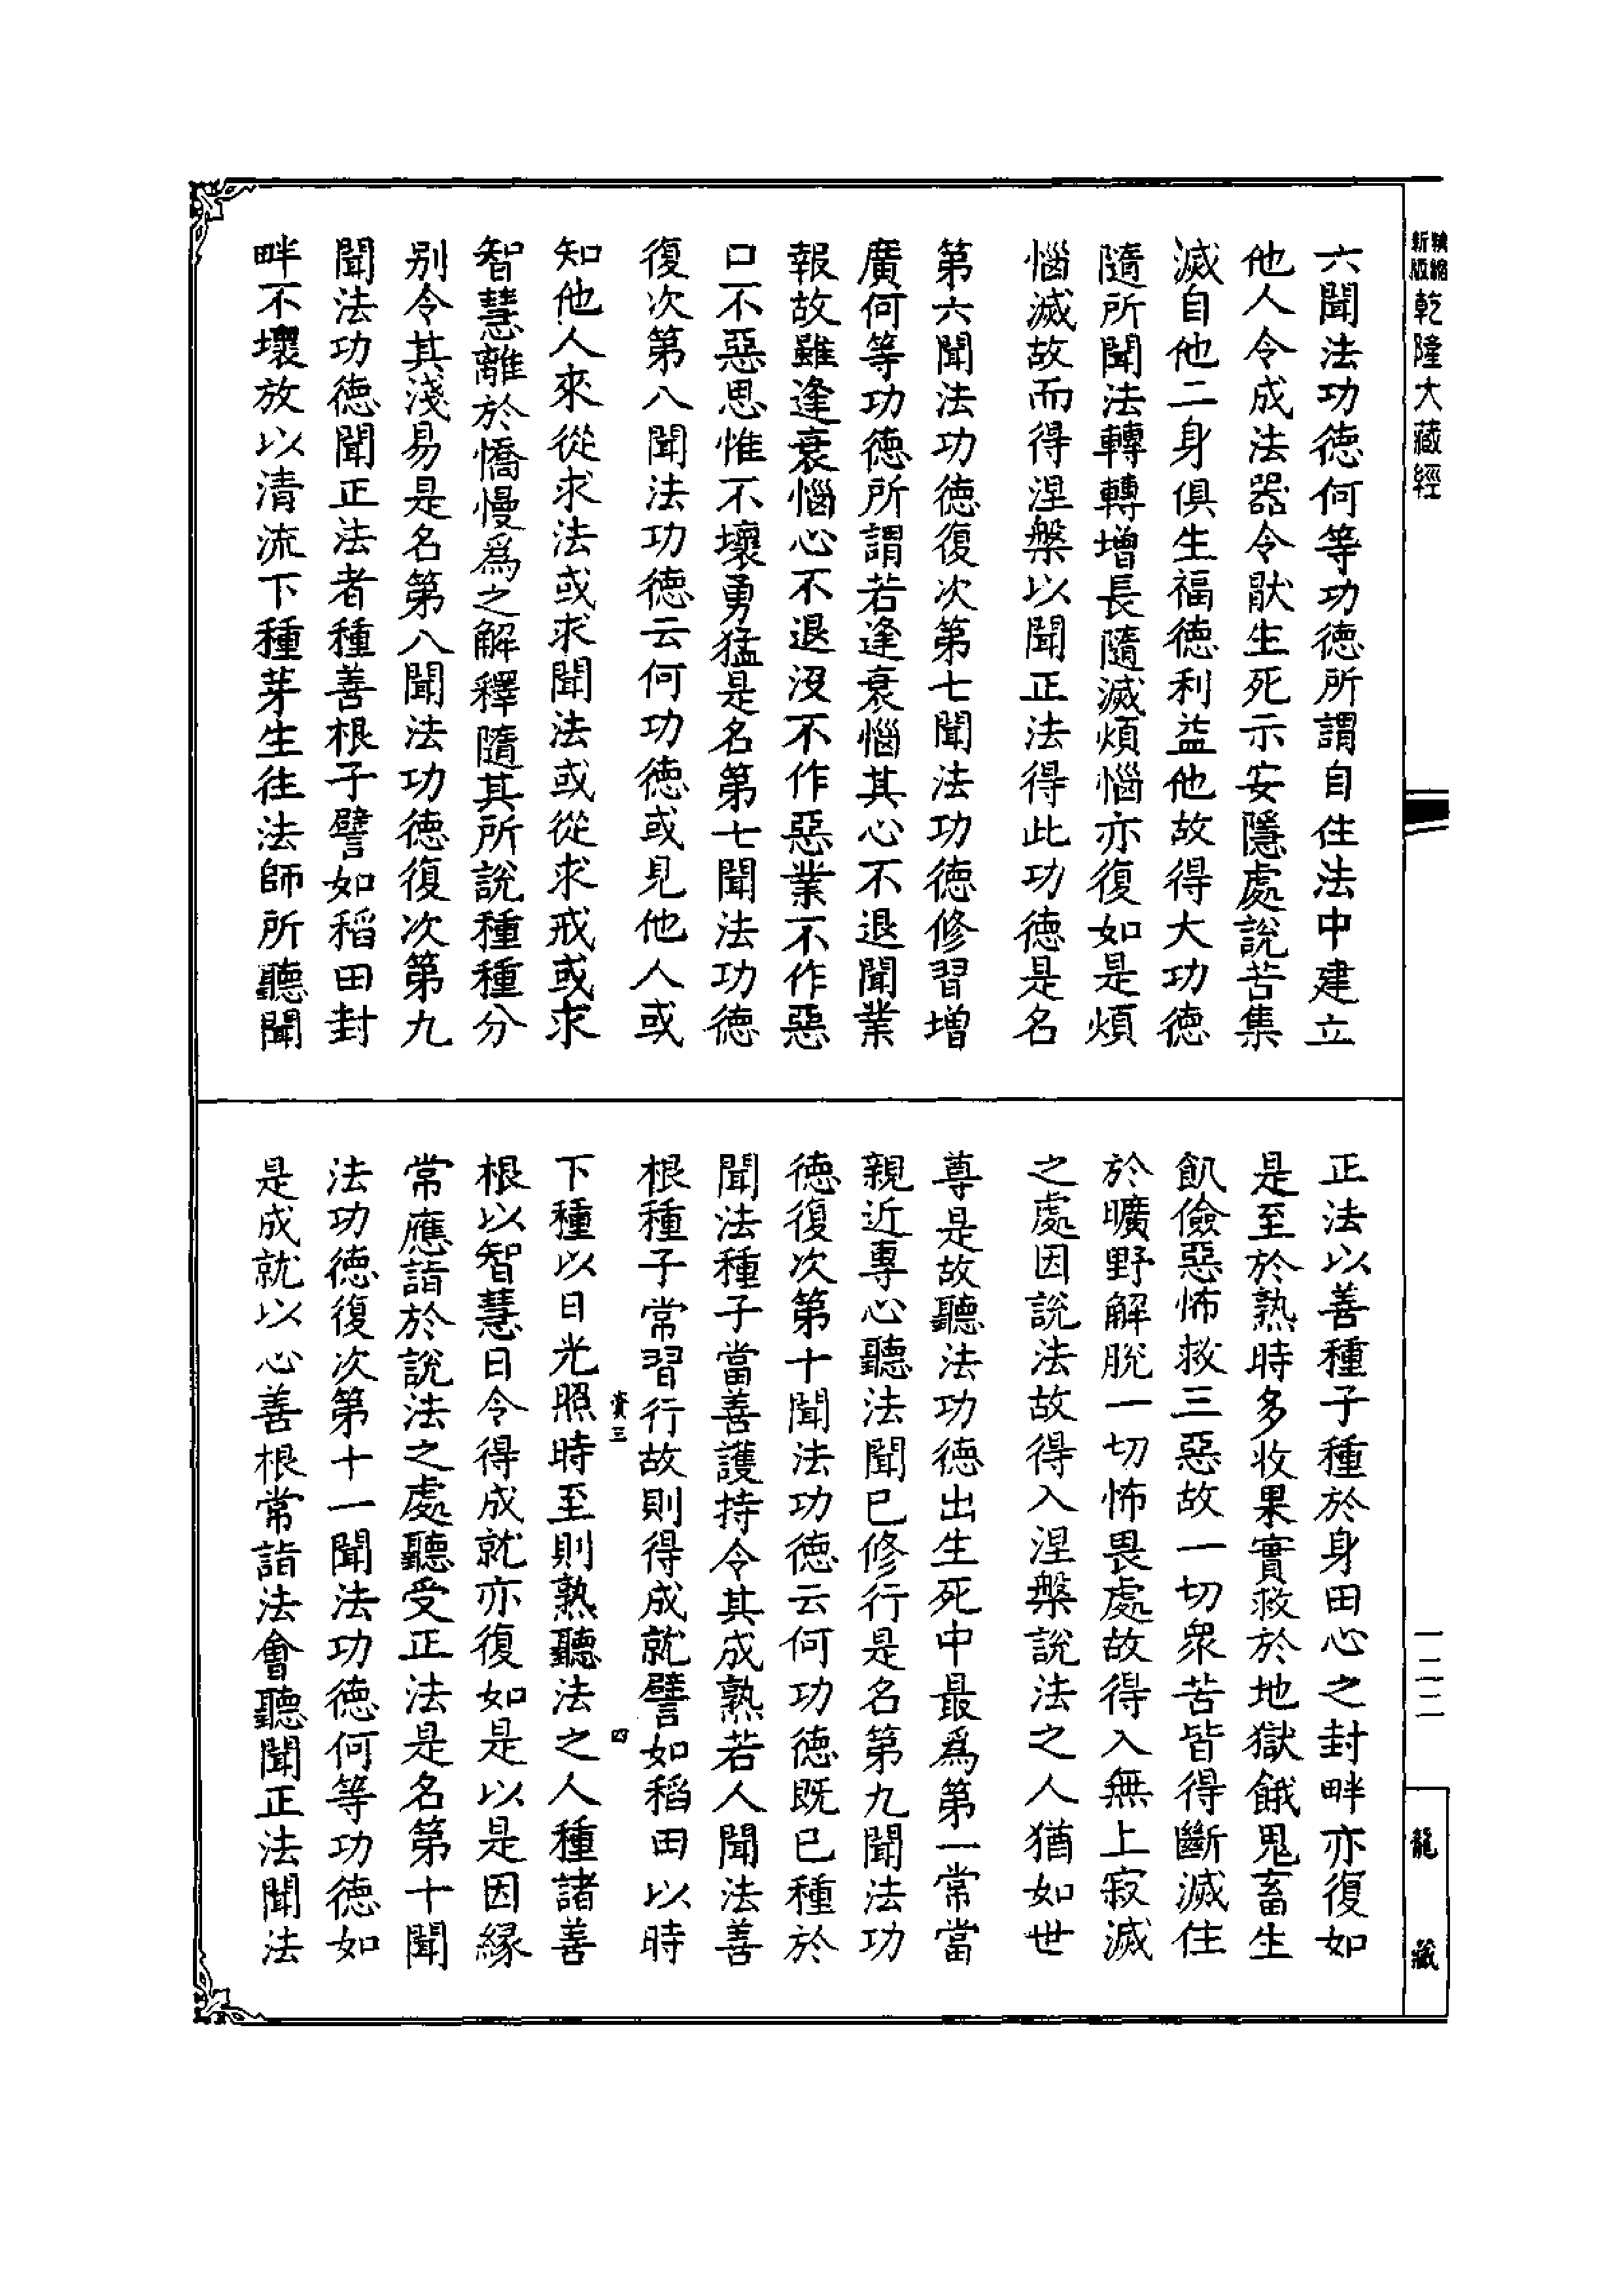 新版精縮乾隆大藏經
六聞法功德何等功德所謂自住法中建立
他人令成法器令猒生死示安隱處說苦集
滅自他二身俱生福德利益他故得大功德
隨所聞法轉轉增長隨滅煩惱亦復如是煩
惱滅故而得涅槃以聞正法得此功德是名
第六聞法功德復次第七聞法功德修習增
廣何等功德所謂若逢衰惱其心不退聞業
報故雖逢衰惱心不退沒不作惡業不作惡
口不惡思惟不壞勇猛是名第七聞法功德
復次第八聞法功德云何功德或見他人或
知他人來從求法或求聞法或從求戒或求
智慧離於憍慢爲之解釋隨其所說種種分
別令其淺易是名第八聞法功德復次第九
聞法功德聞正法者種善根子譬如稻田封
畔不壞放以清流下種芽生往法師所聽聞
正法以善種子種於身田心之封畔亦復如
是至於熟時多收果實救於地獄餓鬼畜生
飢儉惡怖救三惡故一切衆苦皆得斷滅住
於曠野解脫一切怖畏處故得入無上寂滅
之處因說法故得入涅槃說法之人猶如世
尊是故聽法功德出生死中最爲第一常當
親近專心聽法聞已修行是名第九聞法功
德復次第十聞法功德云何功德既已種於
聞法種子當善護持令其成熟若人聞法善
根種子常習行故則得成就譬如稻田以時
資三
四
下種以日光照時至則熟聽法之人種諸善
根以智慧日令得成就亦復如是以是因緣
常應詣於說法之處聽受正法是名第十聞
法功德復次第十一聞法功德何等功德如
是成就以心善根常詣法會聽聞正法聞法
一二二
龍藏